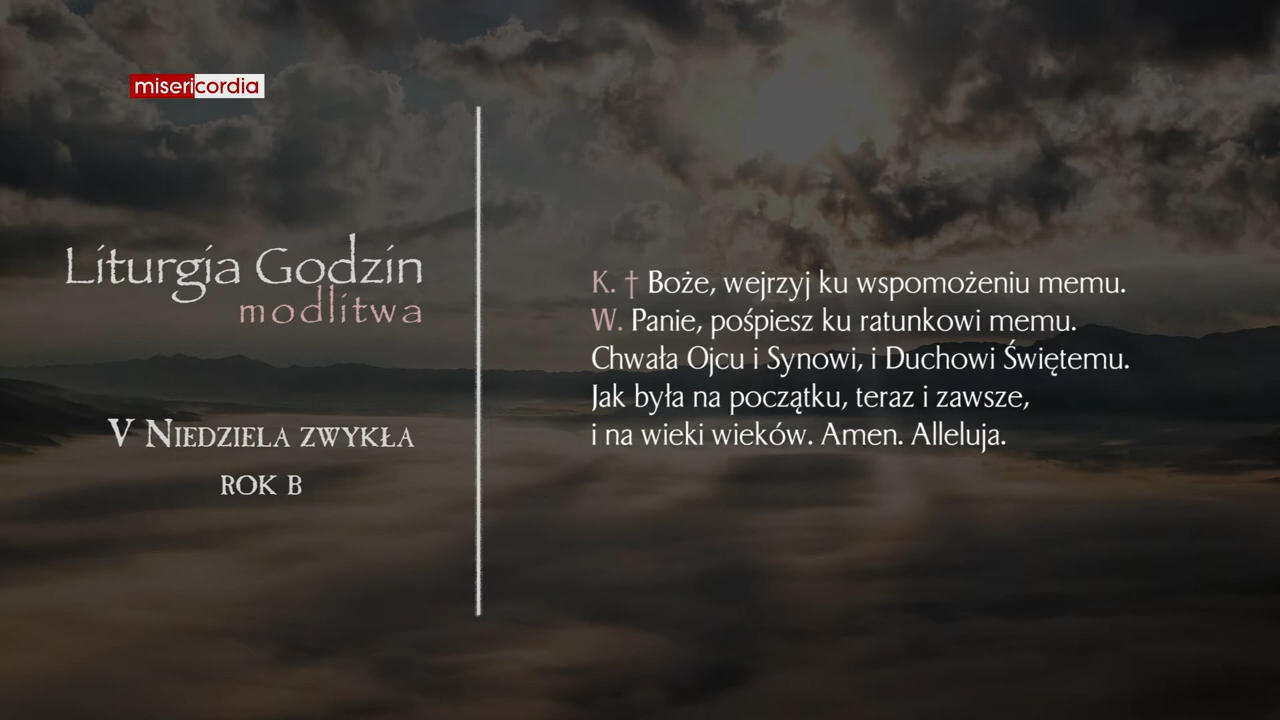 misericordia
Liturgia Godzin
modlitwa
V Niedziela zwykła
rok B
K. † Boże, wejrzyj ku wspomożeniu memu.
W. Panie, pośpiesz ku ratunkowi memu.
Chwała Ojcu i Synowi, i Duchowi Świętemu.
Jak była na początku, teraz i zawsze,
i na wieki wieków. Amen. Alleluja.